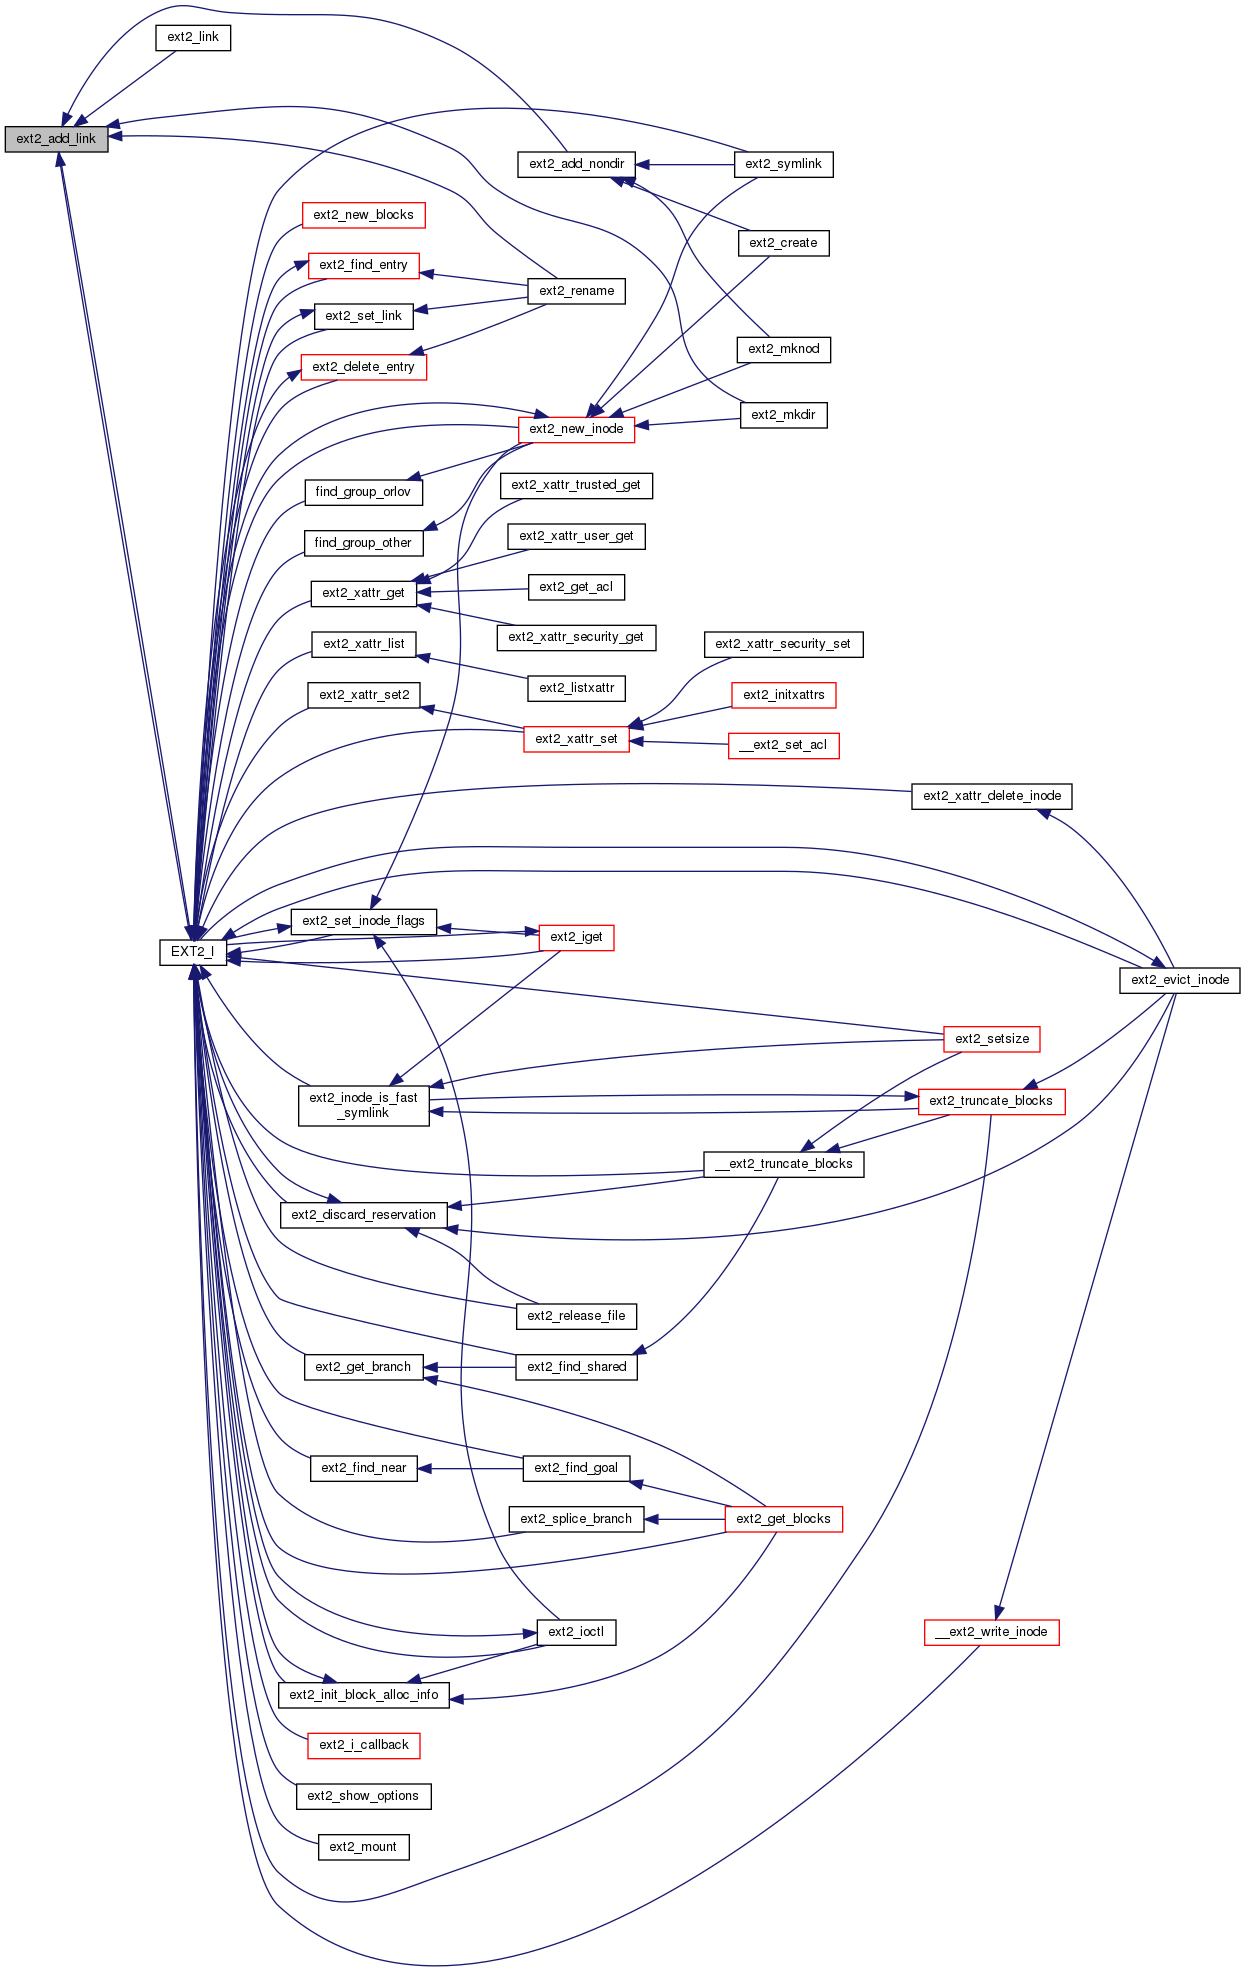 ext2_link
ext2_add_link
ext2_add_nondir
ext2_symlink
ext2_new_blocks
ext2_create
ext2_find_entry
ext2_rename
ext2_set_link
ext2_mknod
ext2_delete_entry
ext2_mkdir
ext2_new_inode
ext2_xattr_trusted_get
find_group_orlov
ext2_xattr_user_get
find_group_other
ext2_get_acl
ext2_xattr_get
ext2_xattr_security_get
ext2_xattr_security_set
ext2_xattr_list
ext2_listxattr
ext2_xattr_set2
ext2_initxattrs
ext2_xattr_set
__ext2_set_acl
ext2_xattr_delete_inode
ext2_set_inode_flags
ext2_iget
EXT2_I
ext2_evict_inode
ext2_setsize
ext2_inode_is_fast
_symlink
ext2_truncate_blocks
__ext2_truncate_blocks
ext2_discard_reservation
ext2_release_file
ext2_get_branch
ext2_find_shared
ext2_find_near
ext2_find_goal
ext2_splice_branch
ext2_get_blocks
ext2_ioctl
__ext2_write_inode
ext2_init_block_alloc_info
ext2_i_callback
ext2_show_options
ext2_mount